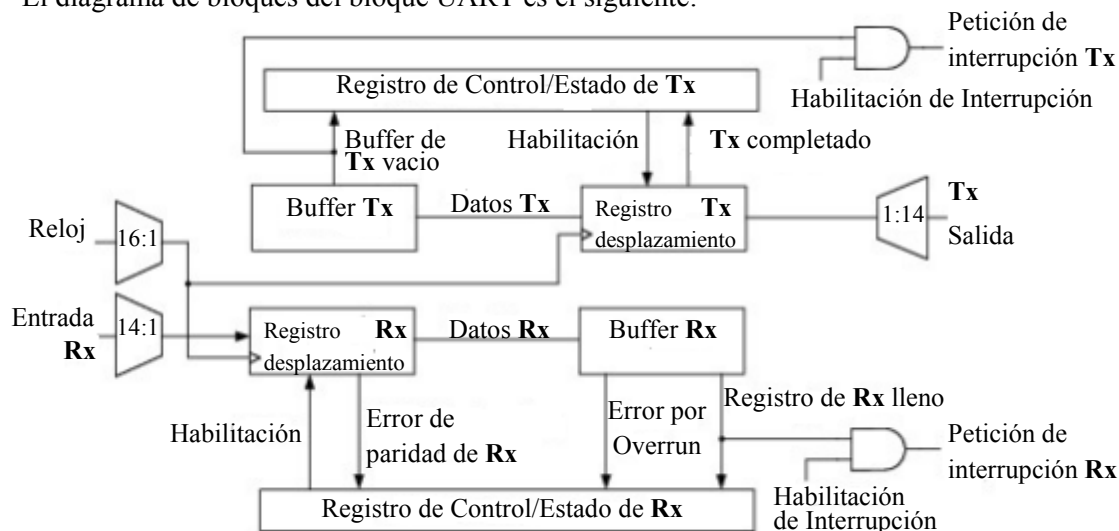 El diagrama de bloques del bloque UART es el siguiente:
Petición de
interrupción Tx
Habilitación de Interrupción
Registro de Control/Estado de Tx
Buffer de
Tx vacio
Habilitación
Tx completado
Buffer Tx
Datos Tx
Registro Tx
desplazamiento
1:14
Tx
Salida
Reloj
16:1
Entrada
Rx
14:1
Registro Rx
desplazamiento
Datos Rx
Buffer Rx
Habilitación
Error de
paridad de Rx
Error por
Overrun
Registro de Rx lleno
Petición de
interrupción Rx
Habilitación
de Interrupción
Registro de Control/Estado de Rx